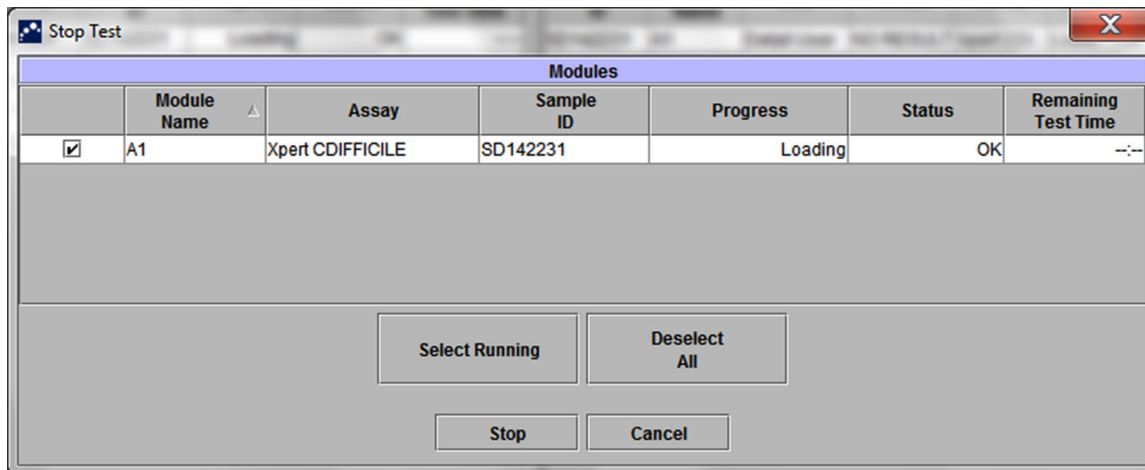 Stop Test
Modules
Module Name Assay Sample ID Progress Status Remaining Test Time
A1 Xpert CDIFFICILE SD142231 Loading OK --:--
Select Running Deselect All
Stop Cancel